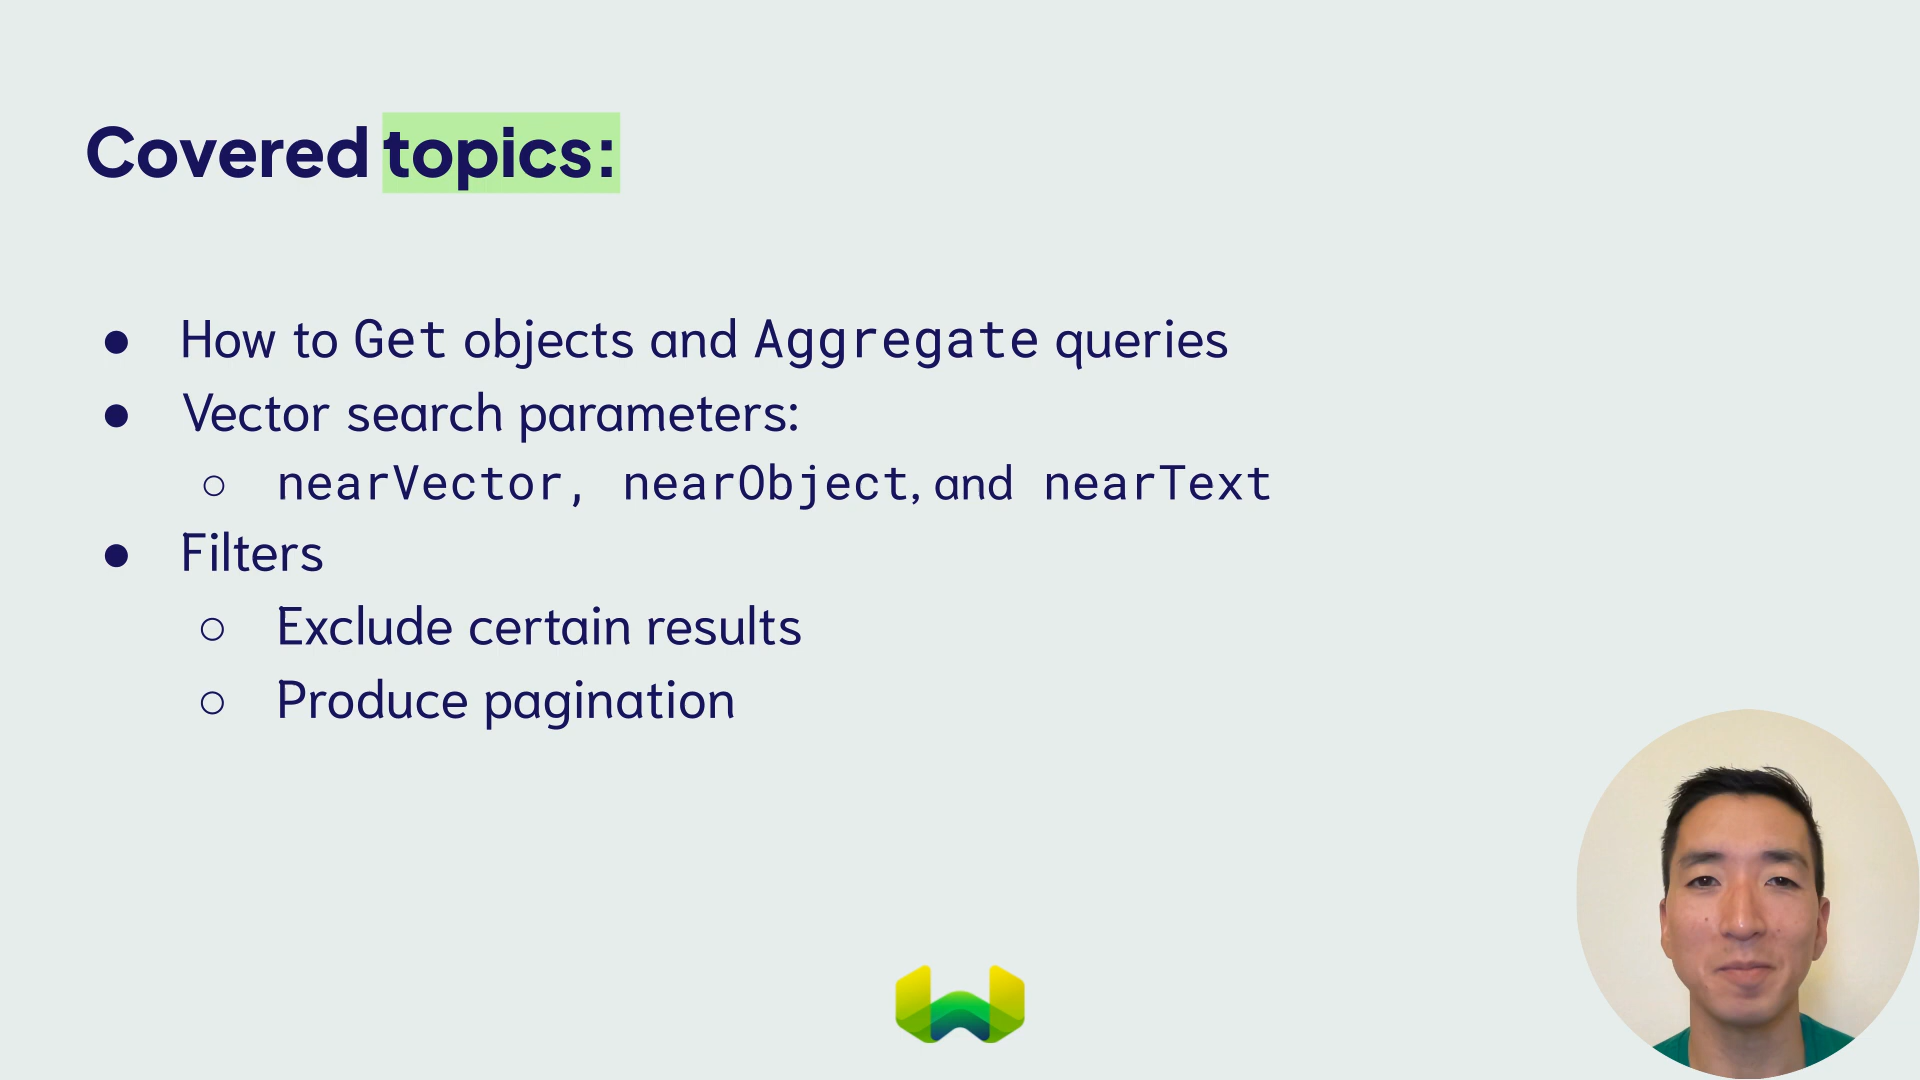 Covered topics:
● How to Get objects and Aggregate queries
● Vector search parameters:
○ nearVector, nearObject, and nearText
● Filters
○ Exclude certain results
○ Produce pagination